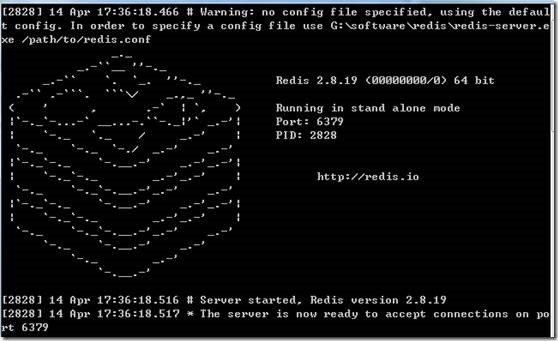 [2828] 14 Apr 17:36:18.466 # Warning: no config file specified, using the defaul
t config. In order to specify a config file use G:\software\redis\redis-server.e
xe /path/to/redis.conf
Redis 2.8.19 (00000000/0) 64 bit
Running in stand alone mode
Port: 6379
PID: 2828
http://redis.io
[2828] 14 Apr 17:36:18.516 # Server started, Redis version 2.8.19
[2828] 14 Apr 17:36:18.517 * The server is now ready to accept connections on po
rt 6379